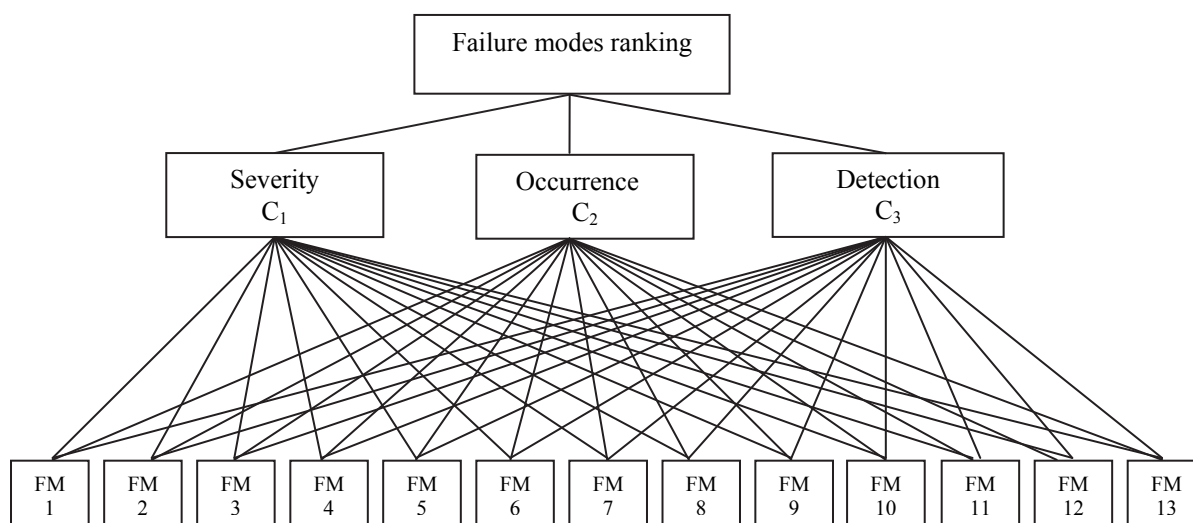 Failure modes ranking
Severity
C₁
Occurrence
C₂
Detection
C₃
FM
1
FM
2
FM
3
FM
4
FM
5
FM
6
FM
7
FM
8
FM
9
FM
10
FM
11
FM
12
FM
13